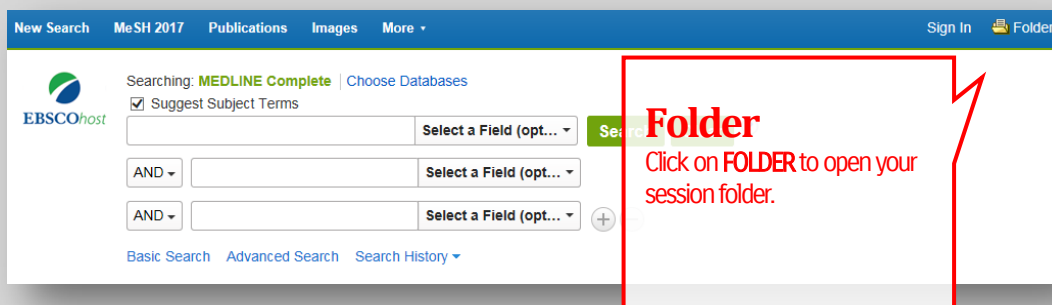 New Search MeSH 2017 Publications Images More Sign In Folder
Searching: MEDLINE Complete | Choose Databases
Suggest Subject Terms
EBSCOhost
Select a Field (opt...
AND Select a Field (opt...
AND Select a Field (opt...
Basic Search Advanced Search Search History
Folder
Click on FOLDER to open your
session folder.